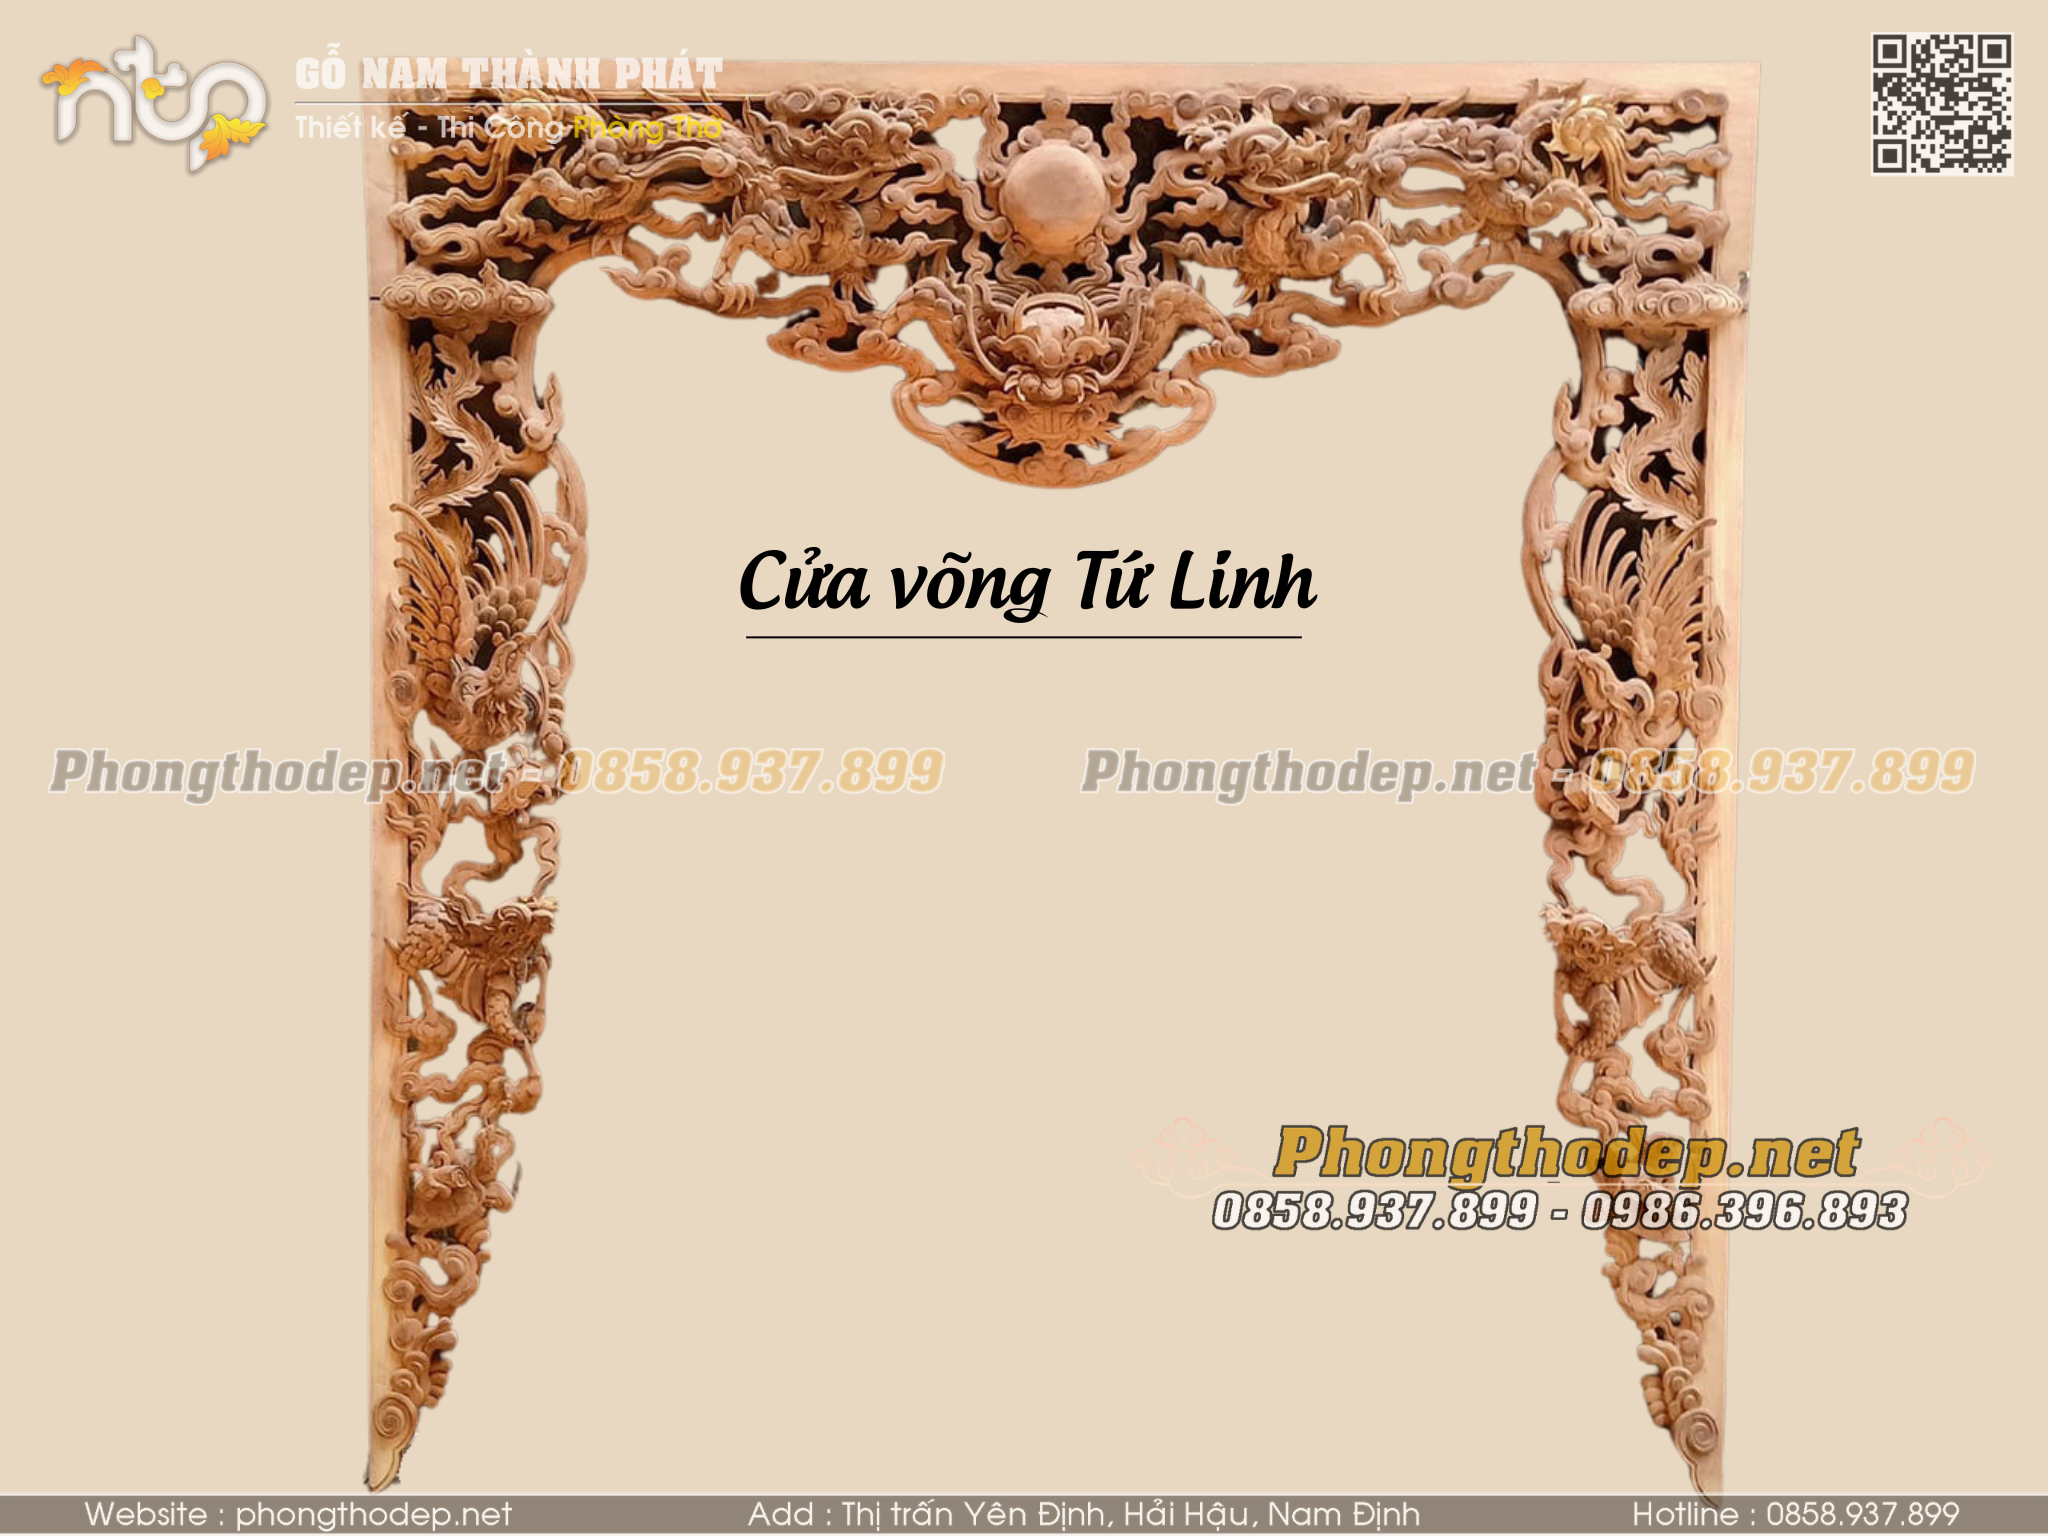 ntp
GỖ NAM THÀNH PHÁT
Thiết kế - Thi Công Phòng Thờ
Cửa võng Tứ Linh
Phongthodep.net - 0858.937.899
Phongthodep.net - 0858.937.899
Phongthọdep.net
0858.937.899 - 0986.396.893
Website : phongthodep.net
Add : Thị trấn Yên Định, Hải Hậu, Nam Định
Hotline : 0858.937.899